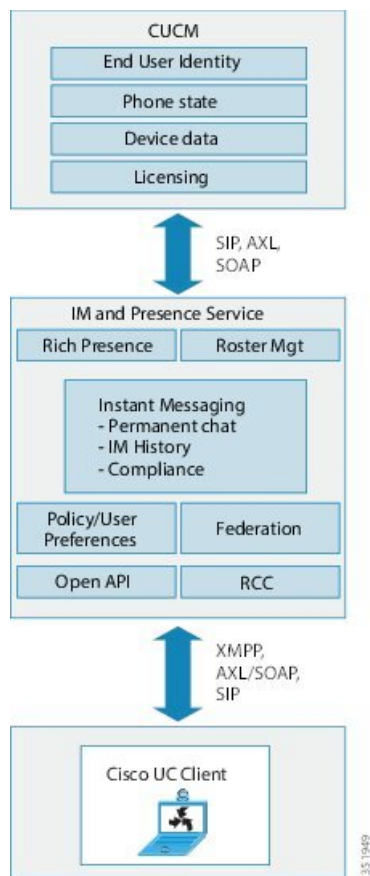 CUCM
End User Identity
Phone state
Device data
Licensing
SIP, AXL,
SOAP
IM and Presence Service
Rich Presence
Roster Mgt
Instant Messaging
- Permanent chat
- IM History
- Compliance
Policy/User
Preferences
Federation
Open API
RCC
XMPP,
AXL/SOAP,
SIP
Cisco UC Client
351949